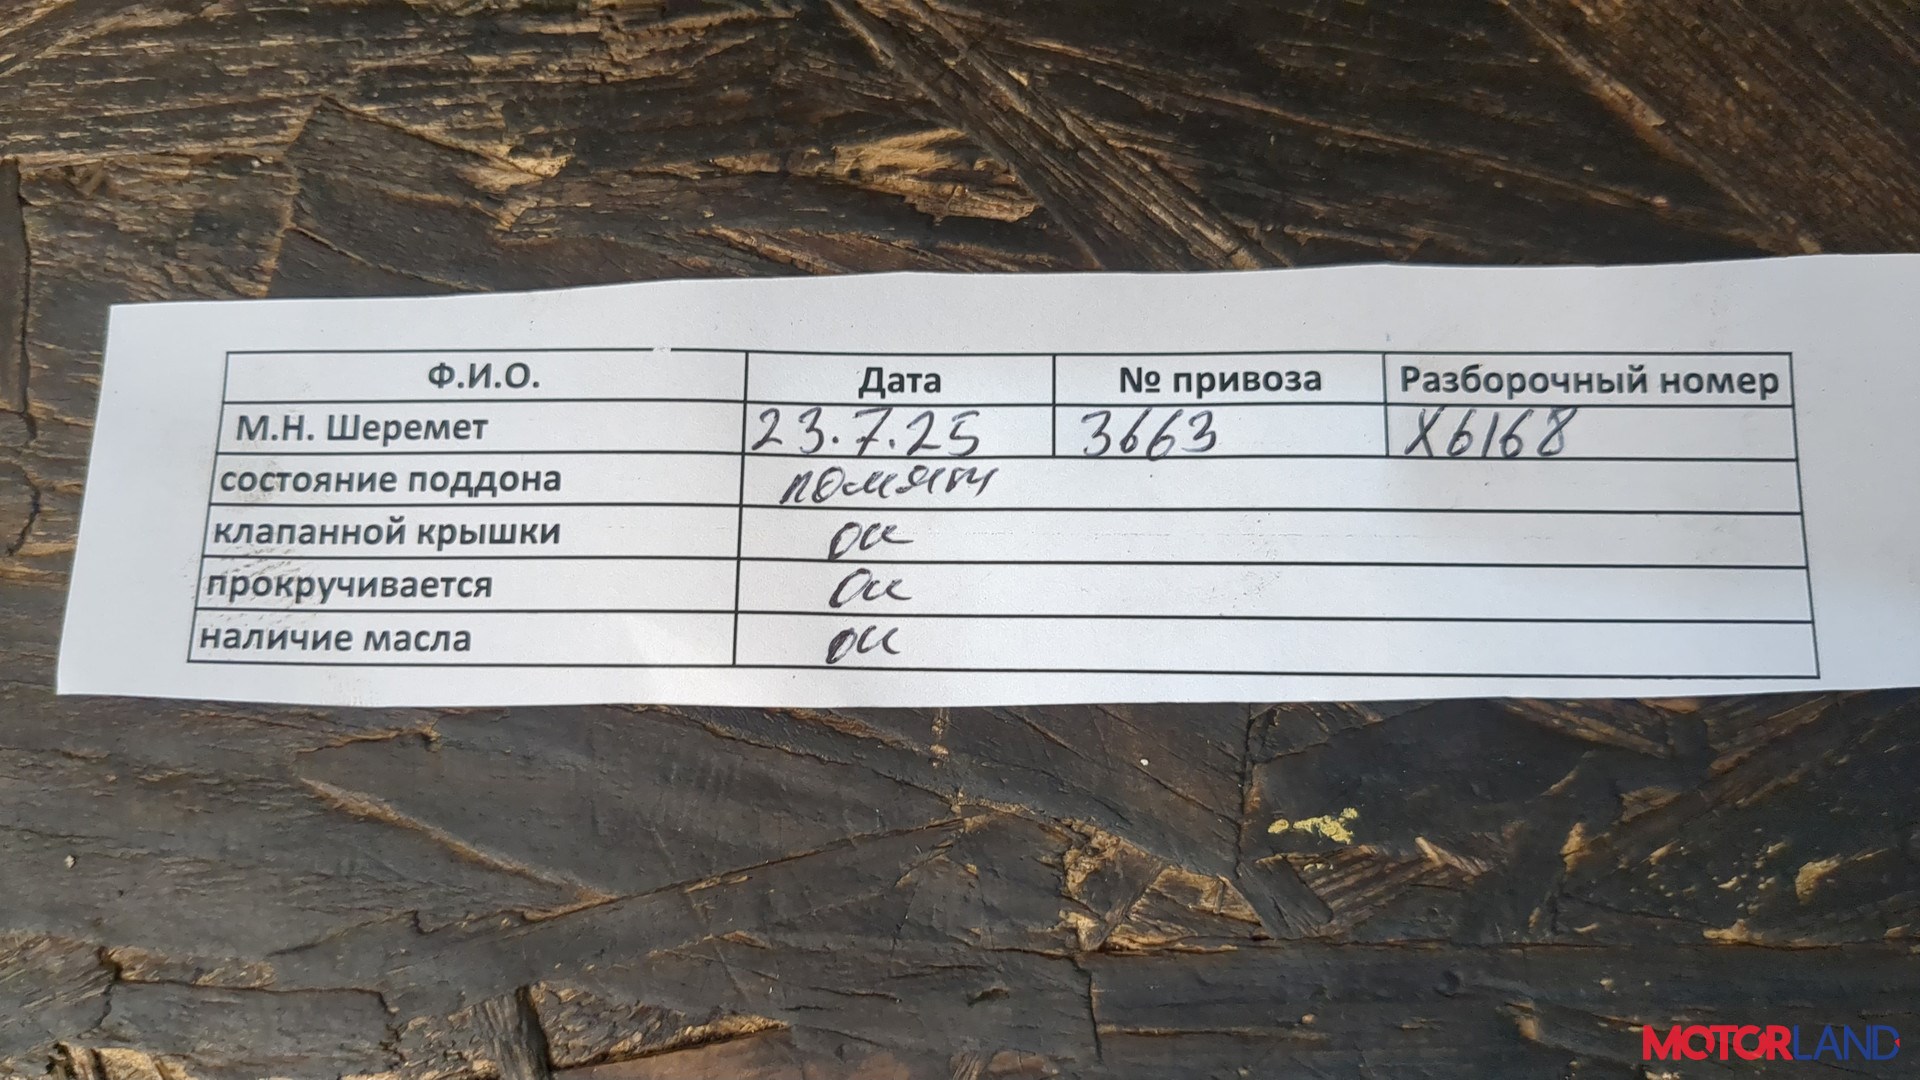 Ф.И.О. Дата № привоза Разборочный номер
М.Н. Шеремет 23.7.25 3663 X6168
состояние поддона помят
клапанной крышки ок
прокручивается ок
наличие масла ок
MOTORLAND